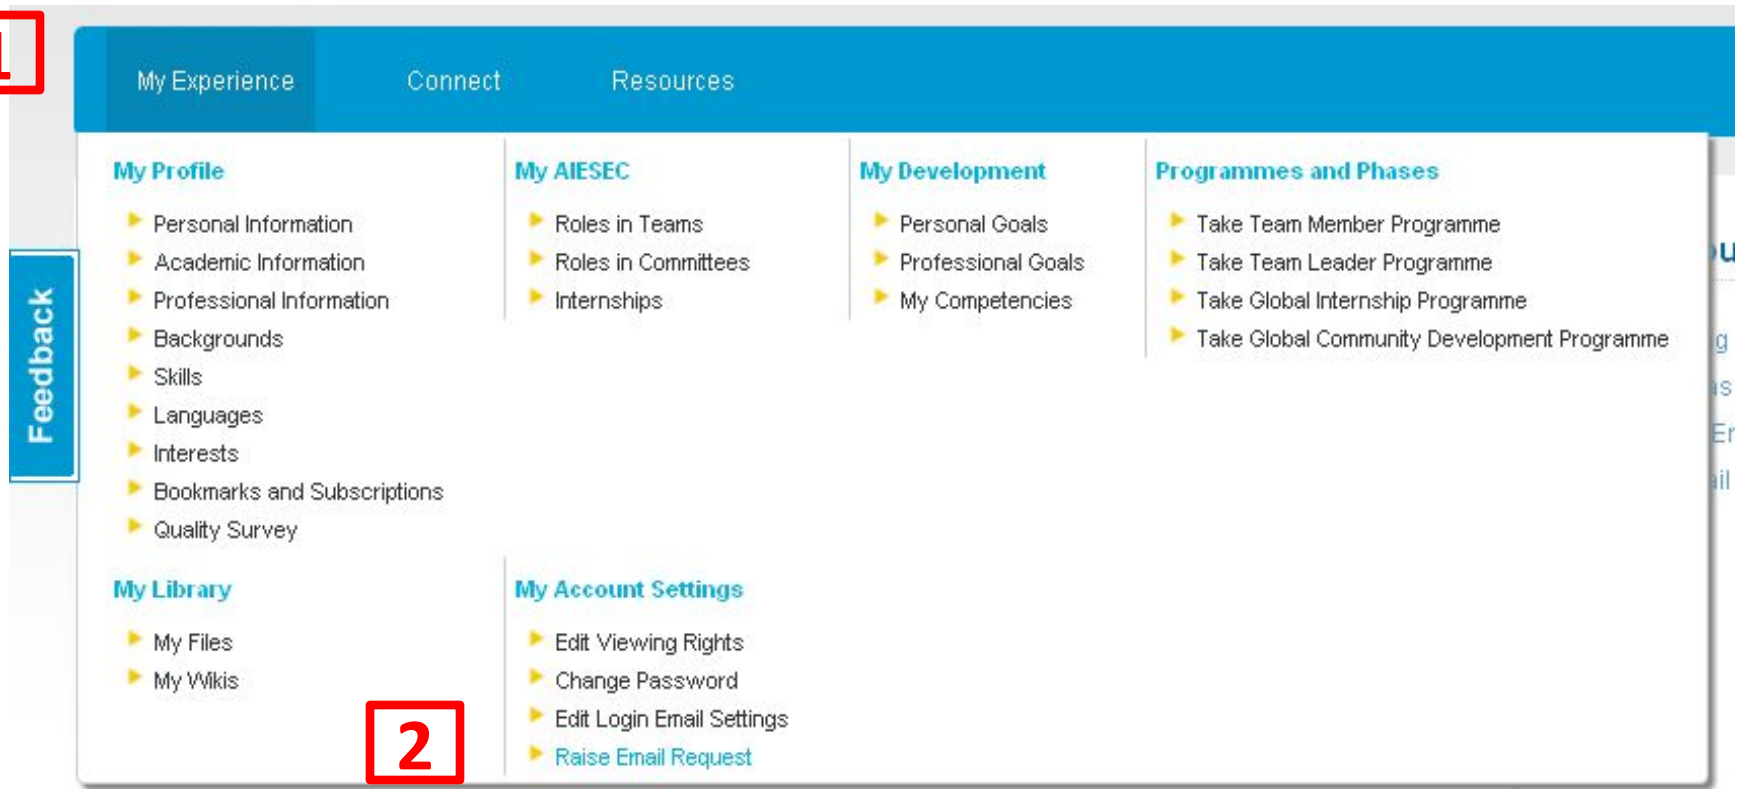 1
My Experience Connect Resources
My Profile
Personal Information
Academic Information
Professional Information
Backgrounds
Skills
Languages
Interests
Bookmarks and Subscriptions
Quality Survey
My AIESEC
Roles in Teams
Roles in Committees
Internships
My Development
Personal Goals
Professional Goals
My Competencies
Programmes and Phases
Take Team Member Programme
Take Team Leader Programme
Take Global Internship Programme
Take Global Community Development Programme
My Library
My Files
My Wikis
My Account Settings
Edit Viewing Rights
Change Password
Edit Login Email Settings
Raise Email Request
2
Feedback